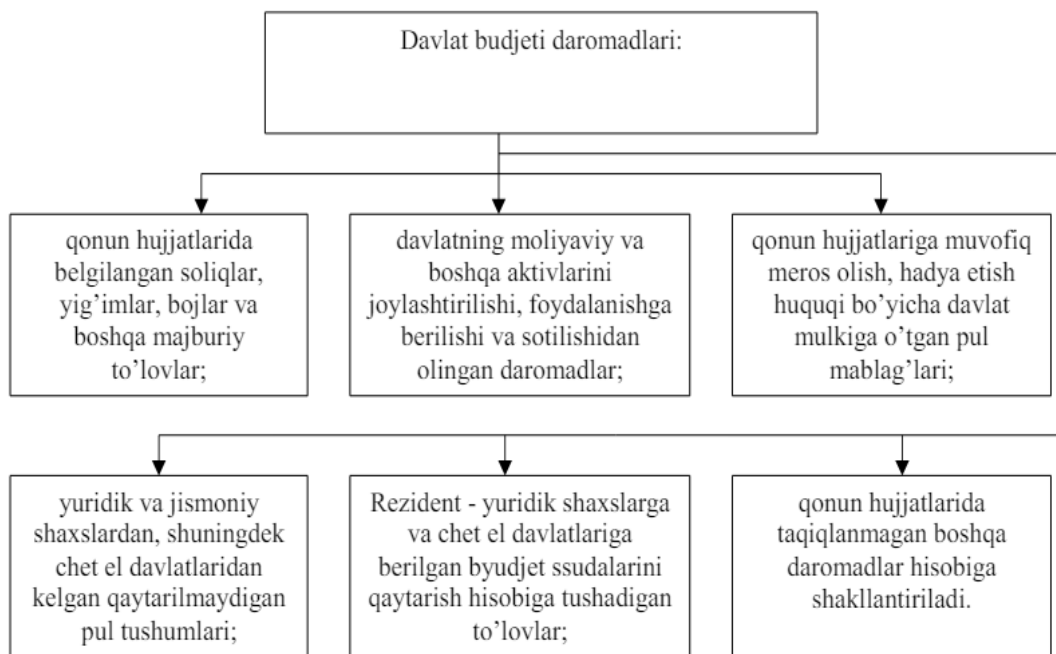 Davlat budjeti daromadlari:
qonun hujjatlarida
belgilangan soliqlar,
yig’imlar, bojlar va
boshqa majburiy
to’lovlar;
davlatning moliyaviy va
boshqa aktivlarini
joylashtirilishi, foydalanishga
berilishi va sotilishidan
olingan daromadlar;
qonun hujjatlariga muvofiq
meros olish, hadya etish
huquqi bo’yicha davlat
mulkiga o’tgan pul
mablag’lari;
yuridik va jismoniy
shaxslardan, shuningdek
chet el davlatlaridan
kelgan qaytarilmaydigan
pul tushumlari;
Rezident - yuridik shaxslarga
va chet el davlatlariga
berilgan byudjet ssudalarini
qaytarish hisobiga tushadigan
to’lovlar;
qonun hujjatlarida
taqiqlanmagan boshqa
daromadlar hisobiga
shakllantiriladi.